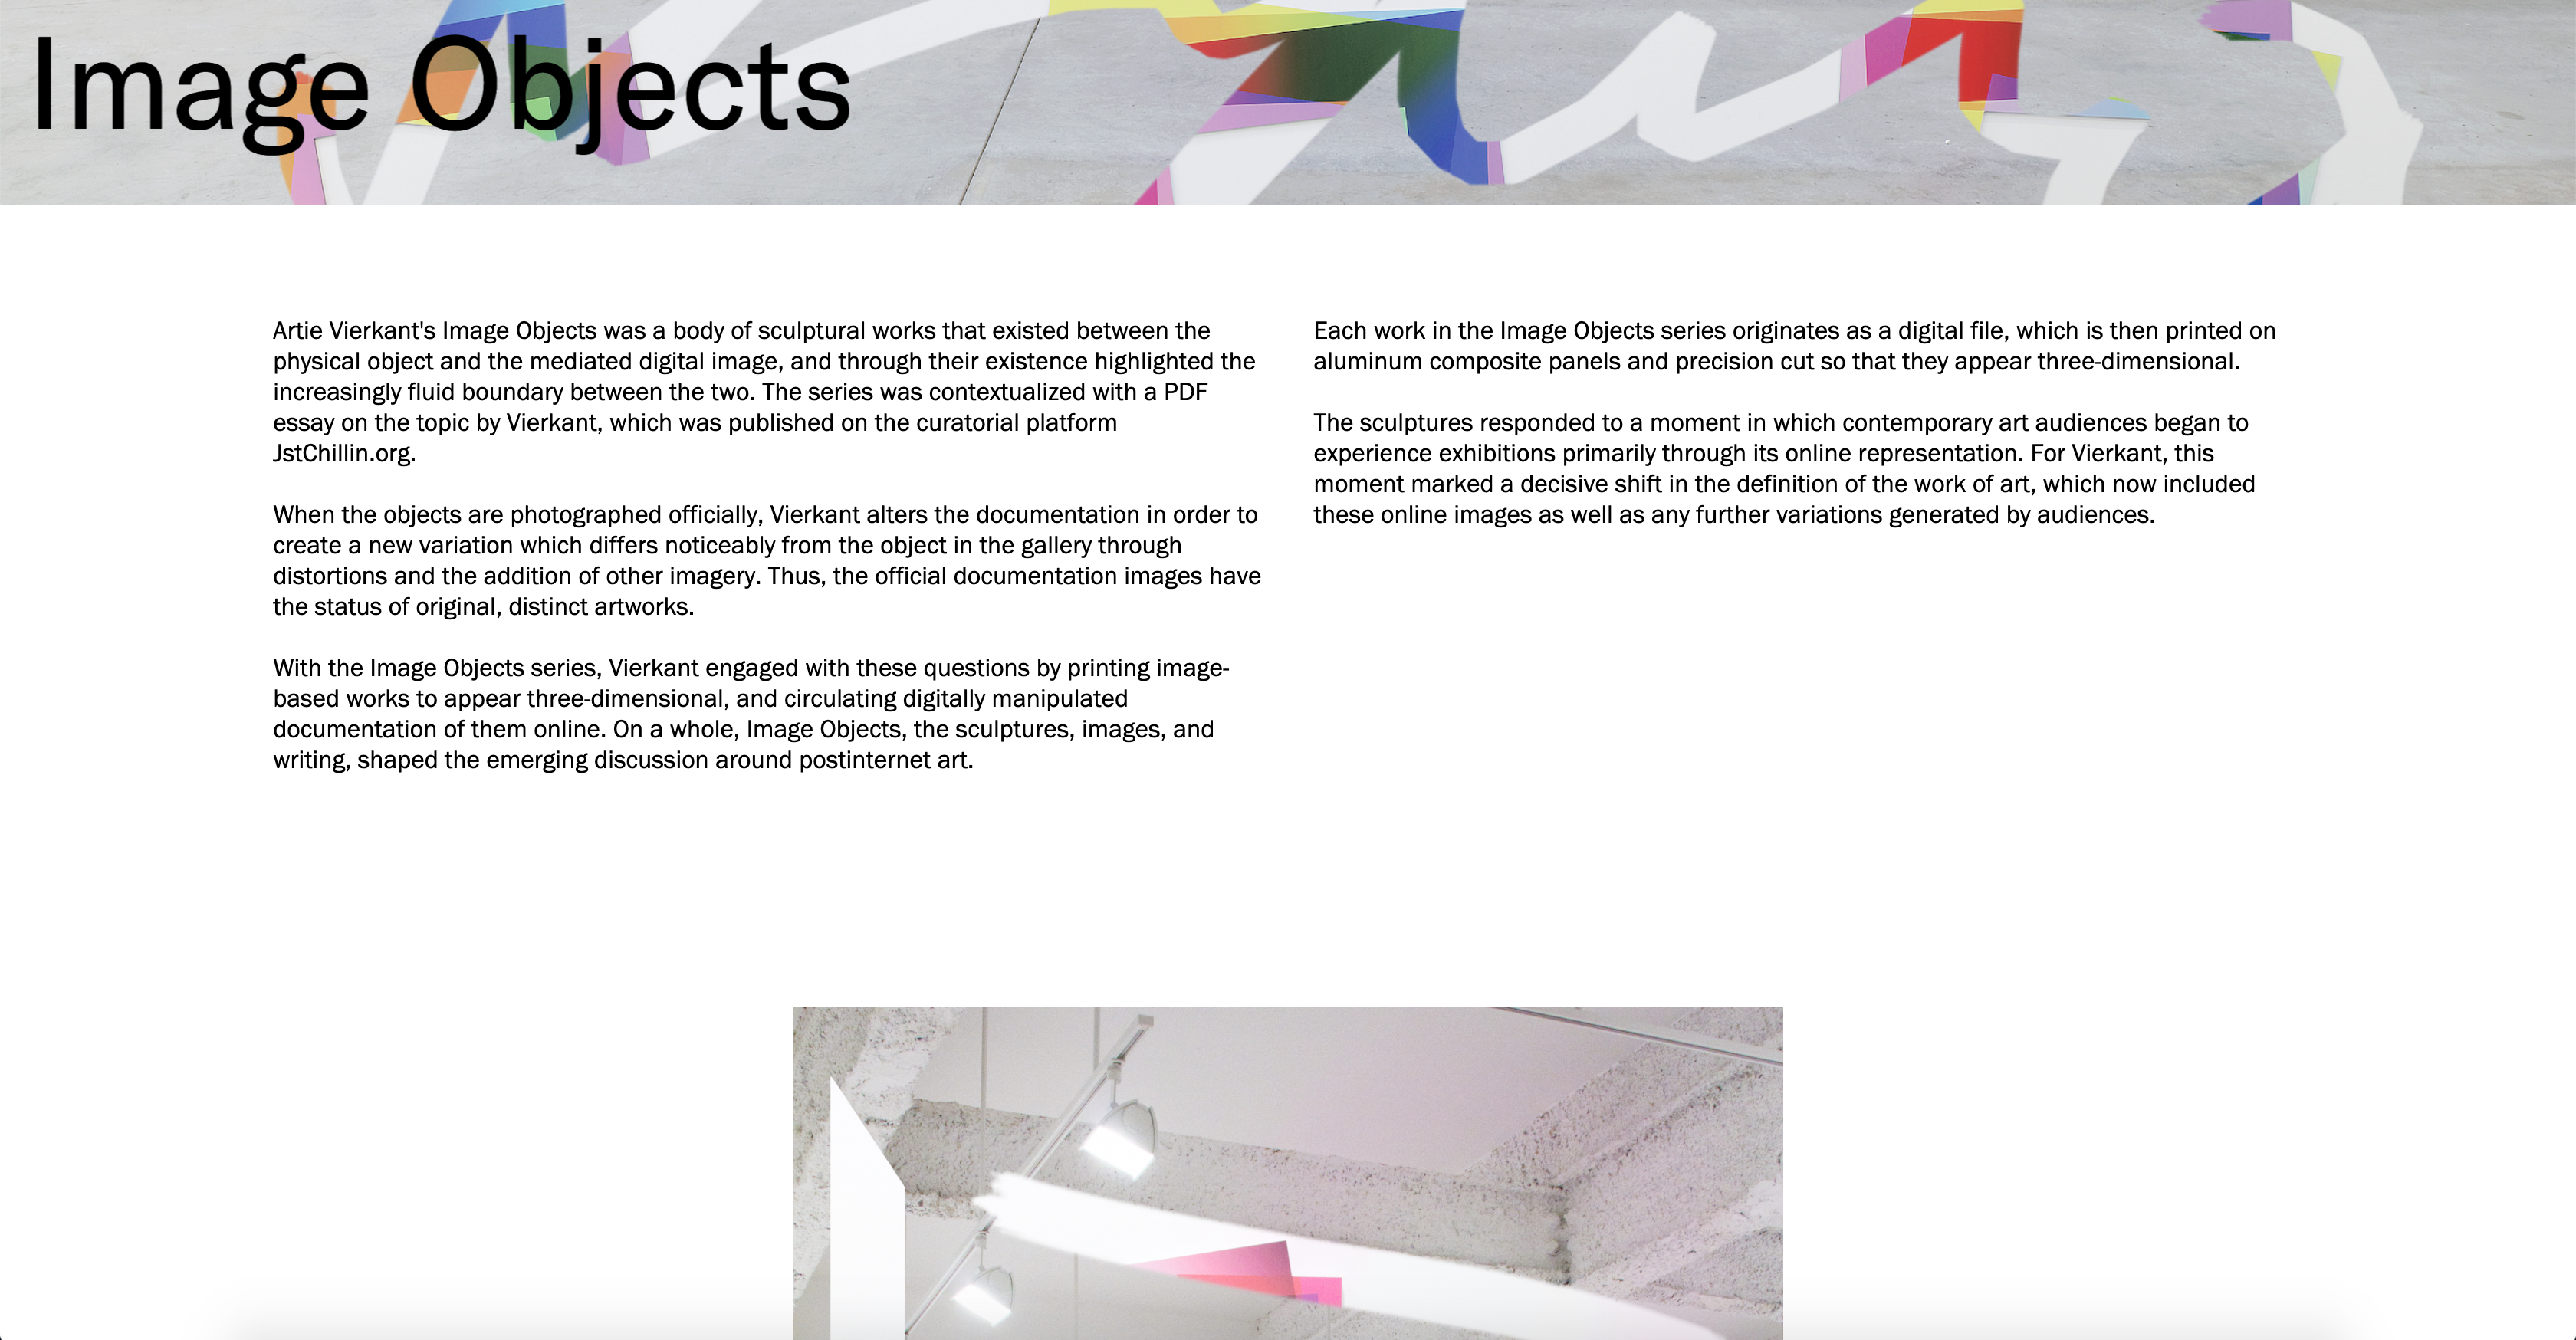 Image Objects
Artie Vierkant's Image Objects was a body of sculptural works that existed between the
physical object and the mediated digital image, and through their existence highlighted the
increasingly fluid boundary between the two. The series was contextualized with a PDF
essay on the topic by Vierkant, which was published on the curatorial platform
JstChillin.org.
When the objects are photographed officially, Vierkant alters the documentation in order to
create a new variation which differs noticeably from the object in the gallery through
distortions and the addition of other imagery. Thus, the official documentation images have
the status of original, distinct artworks.
With the Image Objects series, Vierkant engaged with these questions by printing image-
based works to appear three-dimensional, and circulating digitally manipulated
documentation of them online. On a whole, Image Objects, the sculptures, images, and
writing, shaped the emerging discussion around postinternet art.
Each work in the Image Objects series originates as a digital file, which is then printed on
aluminum composite panels and precision cut so that they appear three-dimensional.
The sculptures responded to a moment in which contemporary art audiences began to
experience exhibitions primarily through its online representation. For Vierkant, this
moment marked a decisive shift in the definition of the work of art, which now included
these online images as well as any further variations generated by audiences.